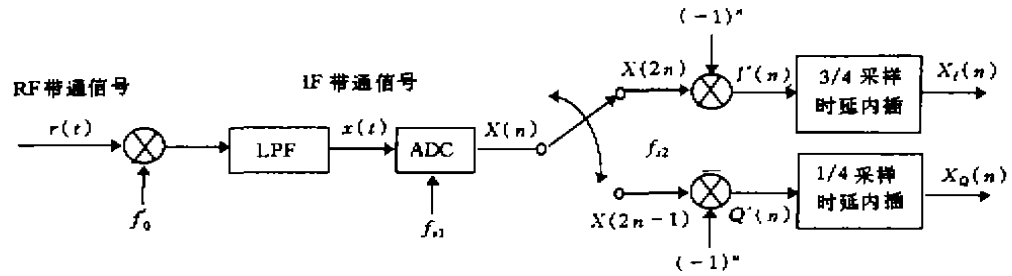 (-1)ⁿ
RF 带通信号
IF 带通信号
X(2n)
I′(n)
3/4 采样
时延内插
X_I(n)
r(t)
LPF
x(t)
ADC
X(n)
f_s2
f_0
f_s1
X(2n-1)
Q′(n)
1/4 采样
时延内插
X_Q(n)
(-1)ⁿ